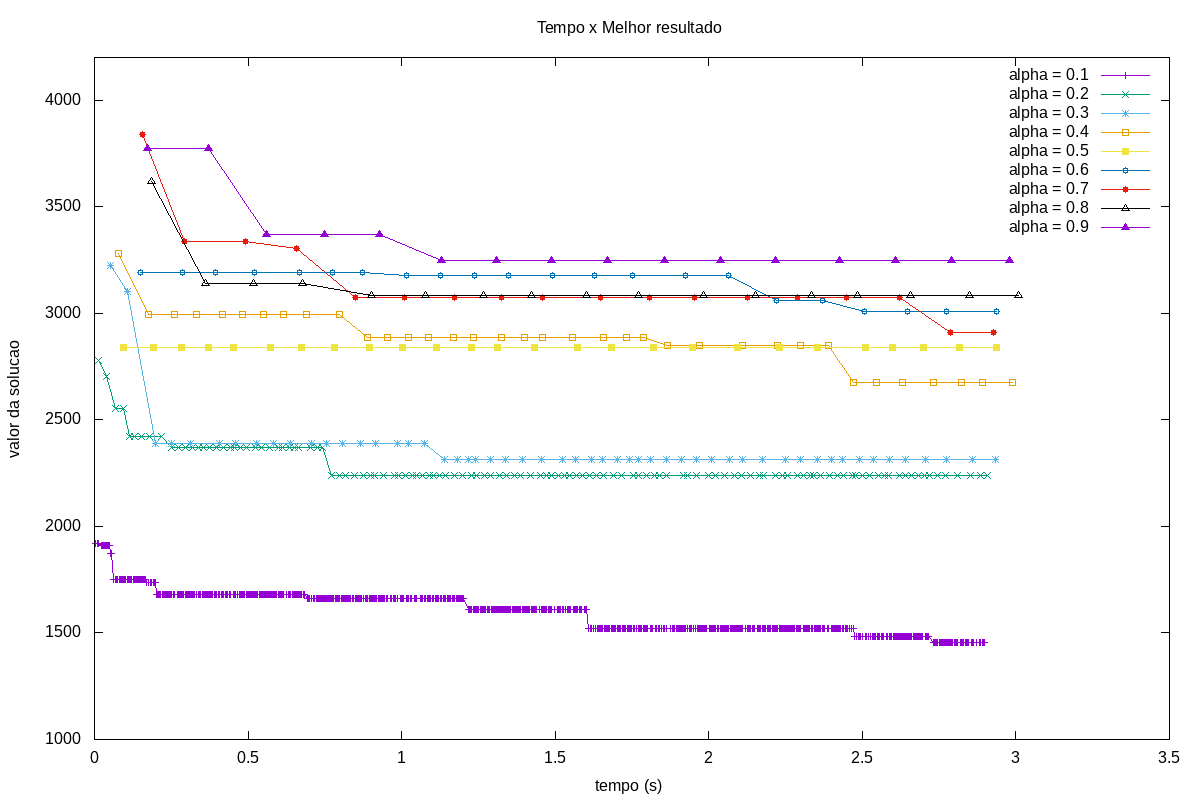 Tempo x Melhor resultado
4000
3500
3000
2500
2000
1500
1000
valor da solucao
alpha = 0.1
alpha = 0.2
alpha = 0.3
alpha = 0.4
alpha = 0.5
alpha = 0.6
alpha = 0.7
alpha = 0.8
alpha = 0.9
0 0.5 1 1.5 2 2.5 3 3.5
tempo (s)